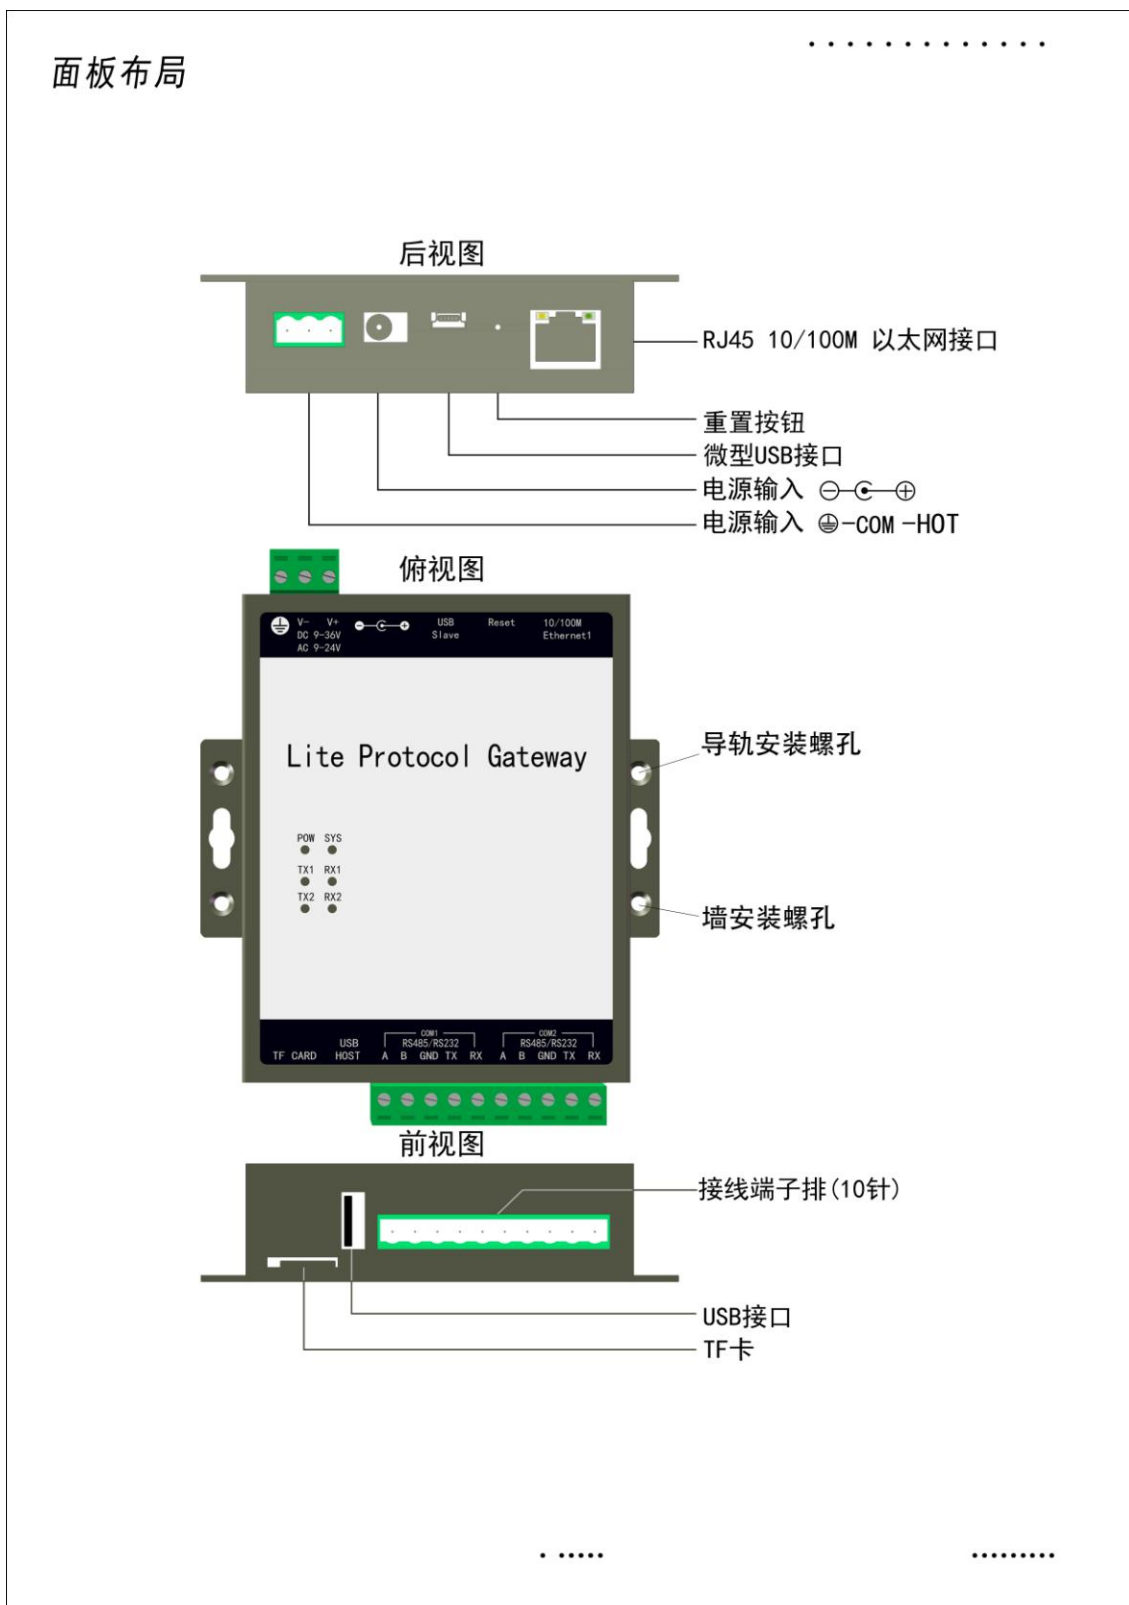 面板布局
后视图
RJ45 10/100M 以太网接口
重置按钮
微型USB接口
电源输入
电源输入 -COM-HOT
俯视图
V- V+ USB Reset 10/100M
DC 9-36V Slave Ethernet1
AC 9-24V
Lite Protocol Gateway
导轨安装螺孔
POW SYS
TX1 RX1
TX2 RX2
墙安装螺孔
COM1 COM2
USB RS485/RS232 RS485/RS232
TF CARD HOST A B GND TX RX A B GND TX RX
前视图
接线端子排(10针)
USB接口
TF卡